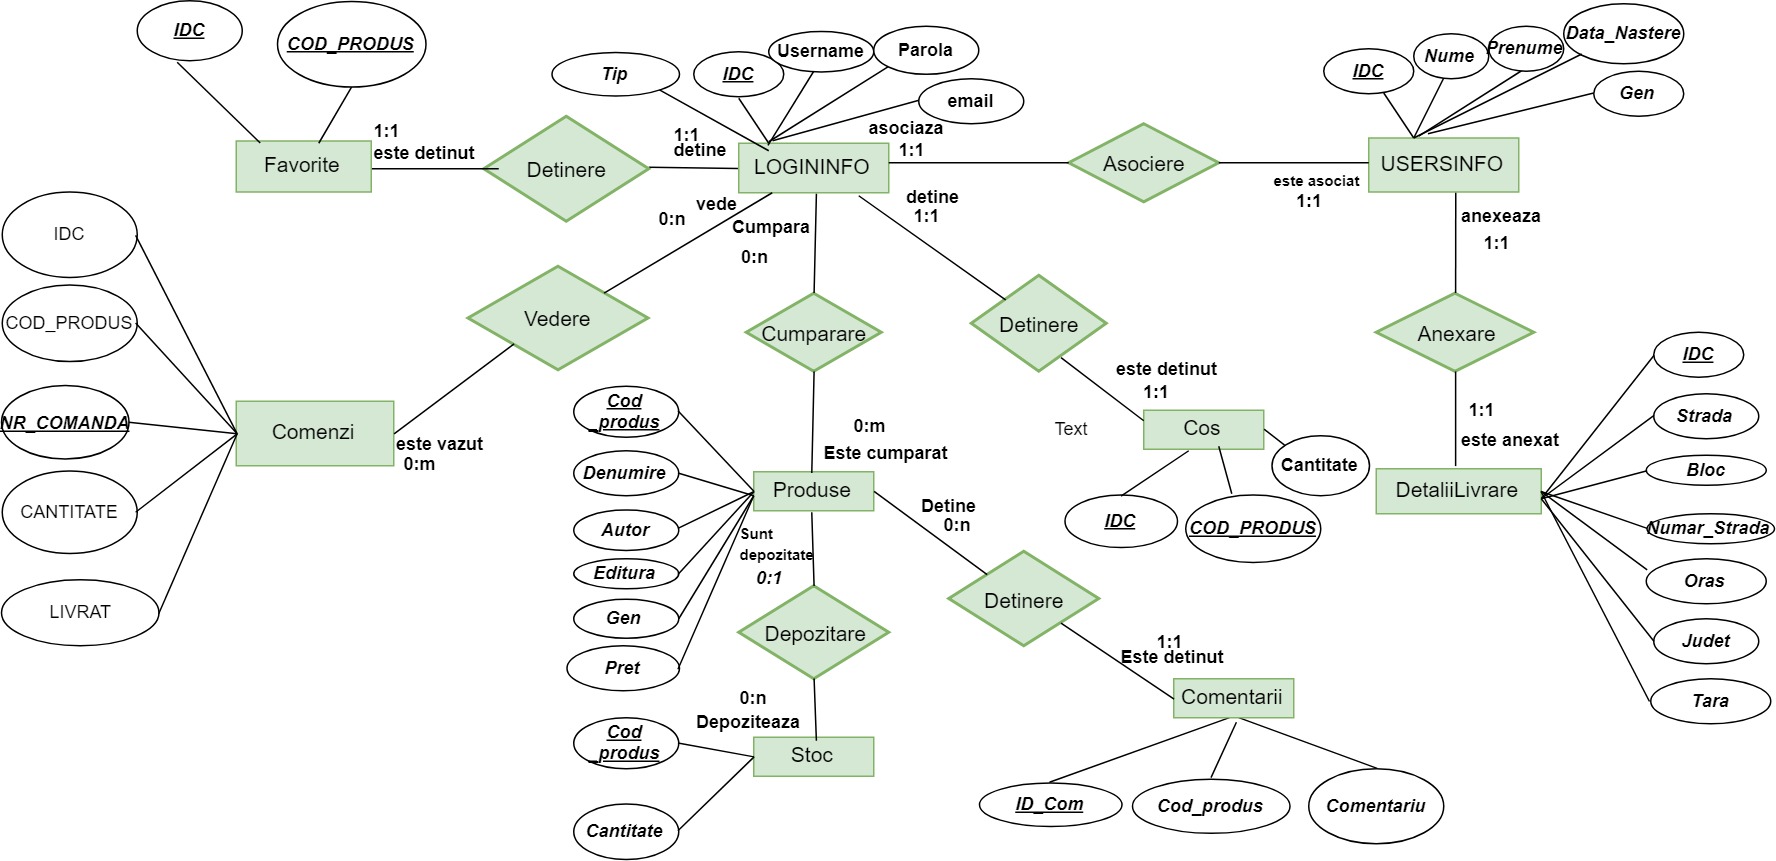 IDC
COD_PRODUS
Favorite
1:1
este detinut
Detinere
1:1
detine
Tip
IDC
Username
Parola
email
LOGININFO
asociaza
1:1
Asociere
este asociat
1:1
IDC
Nume
Prenume
Data_Nastere
Gen
USERSINFO
anexeaza
1:1
Anexare
1:1
este anexat
DetaliiLivrare
IDC
Strada
Bloc
Numar_Strada
Oras
Judet
Tara
vede
0:n
Vedere
este vazut
0:m
Comenzi
IDC
COD_PRODUS
NR_COMANDA
CANTITATE
LIVRAT
Cumpara
0:n
Cumparare
0:m
Este cumparat
Produse
Cod
_produs
Denumire
Autor
Editura
Gen
Pret
detine
1:1
Detinere
este detinut
1:1
Text
Cos
Cantitate
IDC
COD_PRODUS
Sunt
depozitate
0:1
Depozitare
0:n
Depoziteaza
Stoc
Cod
_produs
Cantitate
Detine
0:n
Detinere
1:1
Este detinut
Comentarii
ID_Com
Cod_produs
Comentariu